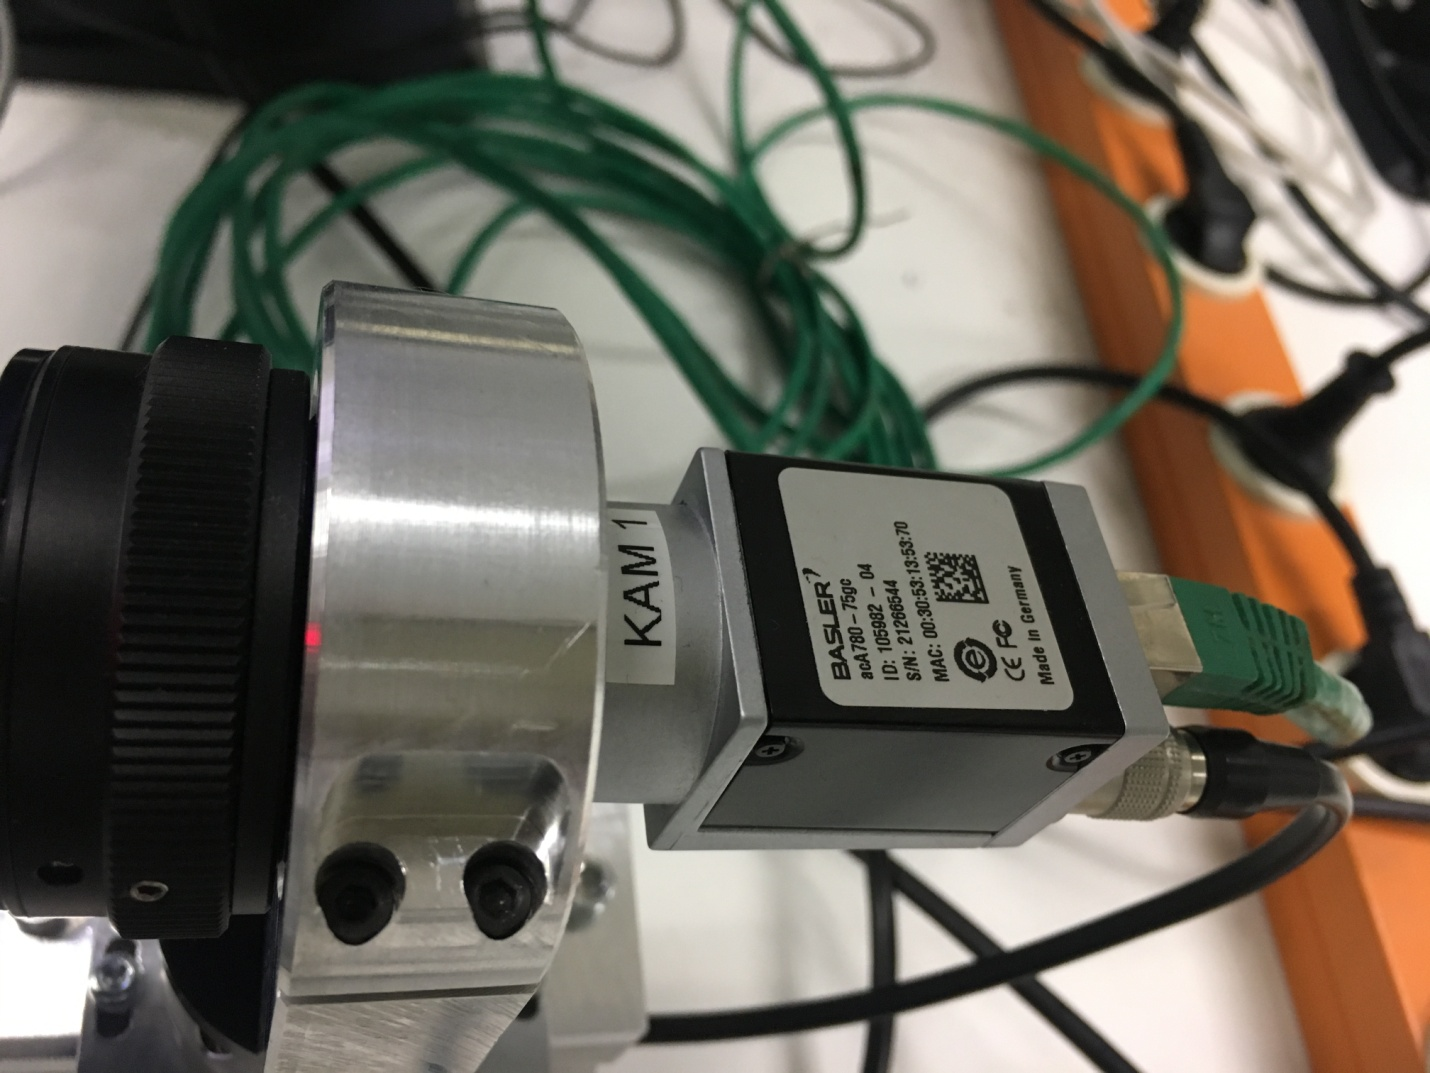 KAM 1
BASLER
acA780-75gc
ID: 105982 - 04
S/N: 21266544
MAC: 00:30:53:13:53:70
CE FC
Made in Germany